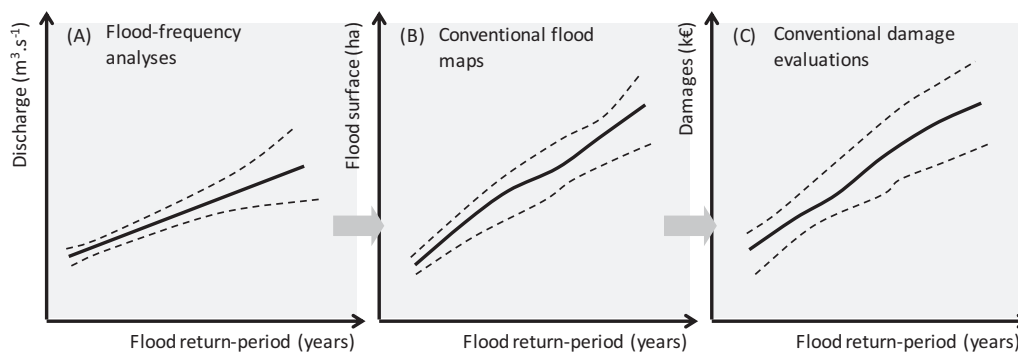 (A) Flood-frequency
analyses
Discharge (m³.s⁻¹)
Flood return-period (years)
(B) Conventional flood
maps
Flood surface (ha)
Flood return-period (years)
(C) Conventional damage
evaluations
Damages (k€)
Flood return-period (years)